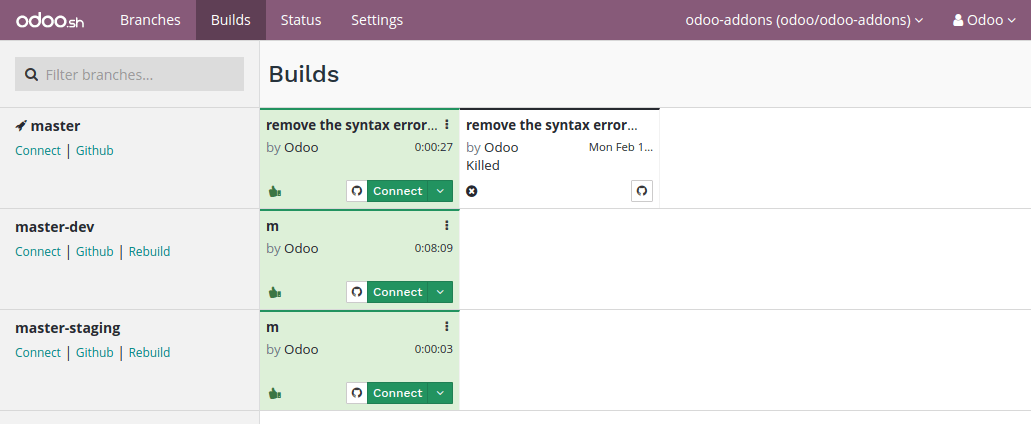 odoo.sh Branches Builds Status Settings odoo-addons (odoo/odoo-addons) Odoo
Filter branches...
Builds
master
Connect | Github
remove the syntax error...
by Odoo 0:00:27
Connect
remove the syntax error...
by Odoo Mon Feb 1...
Killed
master-dev
Connect | Github | Rebuild
m
by Odoo 0:08:09
Connect
master-staging
Connect | Github | Rebuild
m
by Odoo 0:00:03
Connect